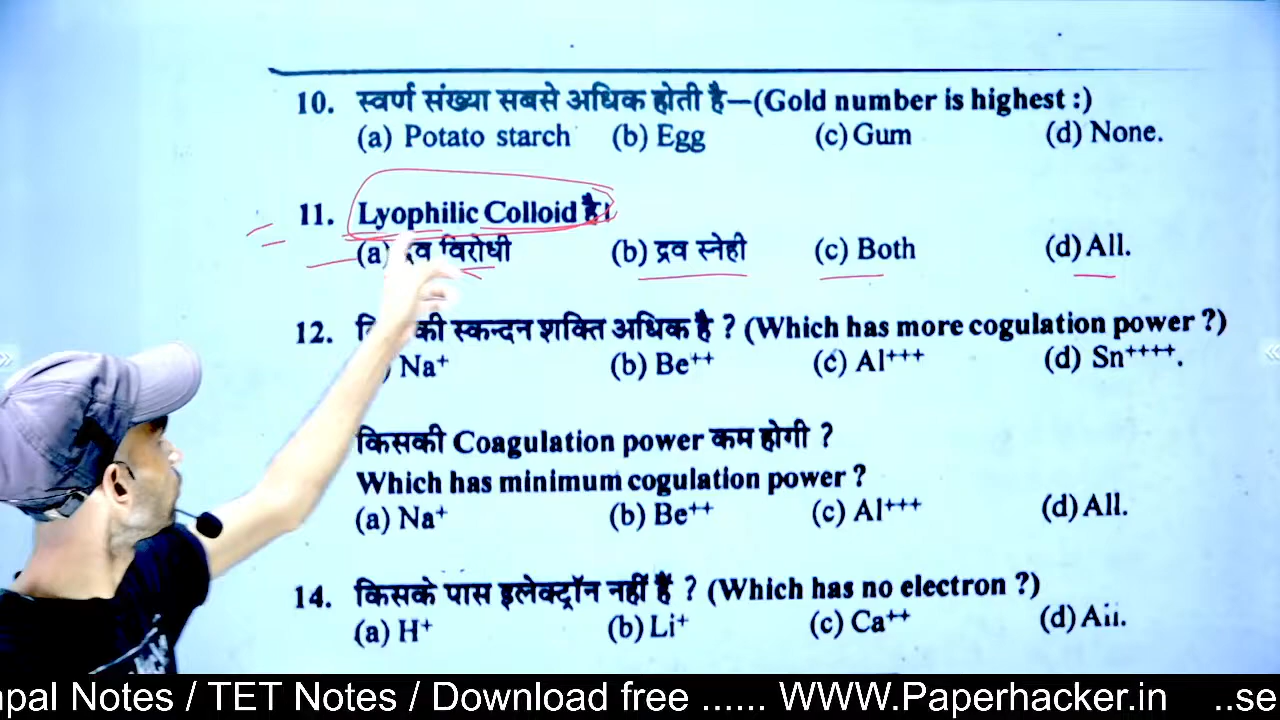 10. स्वर्ण संख्या सबसे अधिक होती है—(Gold number is highest :)
(a) Potato starch (b) Egg (c) Gum (d) None.
11. Lyophilic Colloid है।
(a) विरोधी (b) द्रव स्नेही (c) Both (d) All.
12. की स्कन्दन शक्ति अधिक है ? (Which has more cogulation power ?)
) Na⁺ (b) Be⁺⁺ (c) Al⁺⁺⁺ (d) Sn⁺⁺⁺⁺.
किसकी Coagulation power कम होगी ?
Which has minimum cogulation power ?
(a) Na⁺ (b) Be⁺⁺ (c) Al⁺⁺⁺ (d) All.
14. किसके पास इलेक्ट्रॉन नहीं हैं ? (Which has no electron ?)
(a) H⁺ (b) Li⁺ (c) Ca⁺⁺ (d) Aii.
Notes / TET Notes / Download free ...... WWW.Paperhacker.in ..se